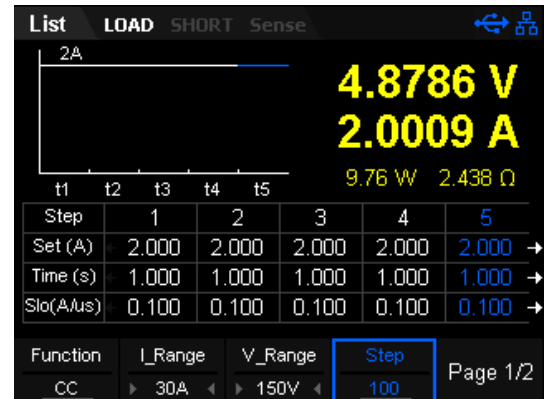 List LOAD SHORT Sense
2A
4.8786 V
2.0009 A
9.76 W 2.438 Ω
t1 t2 t3 t4 t5
Step 1 2 3 4 5
Set (A) 2.000 2.000 2.000 2.000 2.000
Time (s) 1.000 1.000 1.000 1.000 1.000
Slo(A/us) 0.100 0.100 0.100 0.100 0.100
Function I_Range V_Range Step
CC 30A 150V 100
Page 1/2